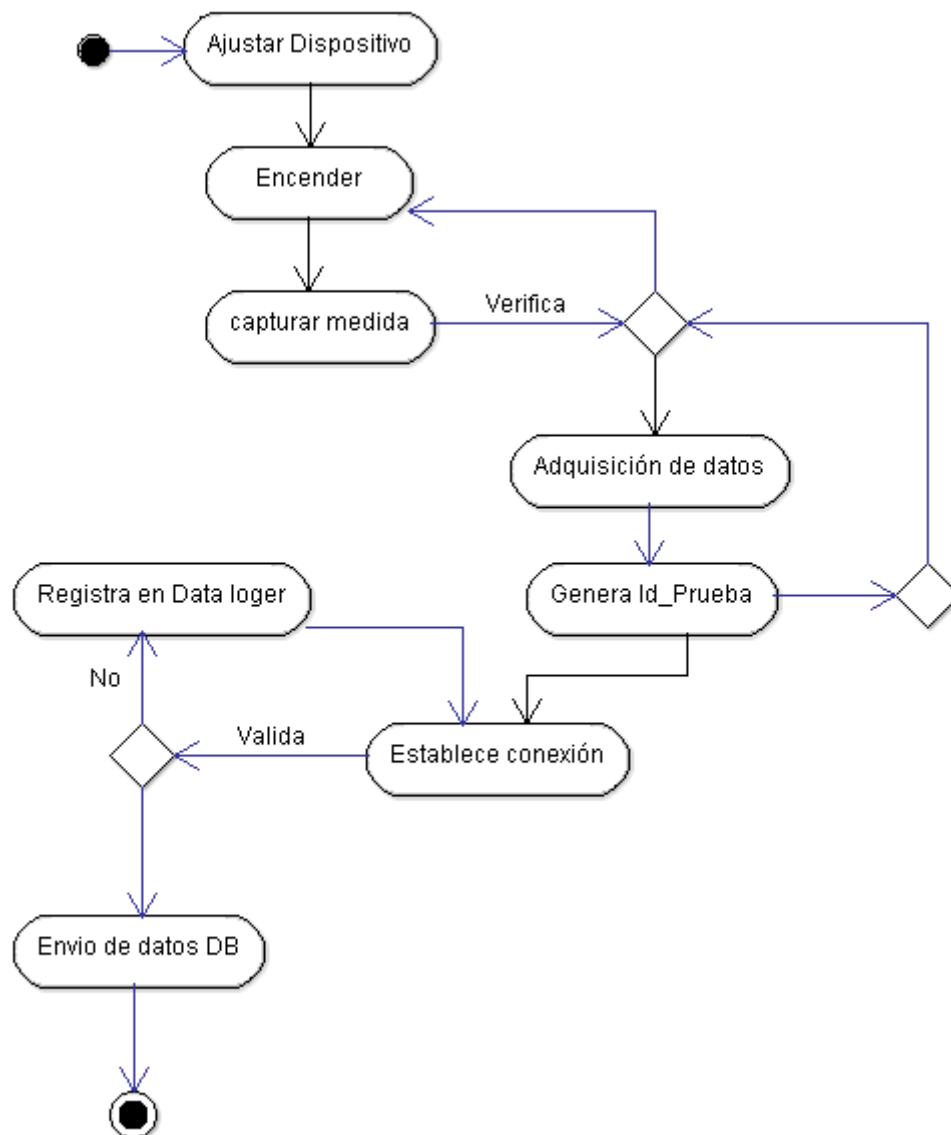 Ajustar Dispositivo
Encender
capturar medida
Verifica
Adquisición de datos
Registra en Data loger
Genera Id_Prueba
No
Valida
Establece conexión
Envio de datos DB